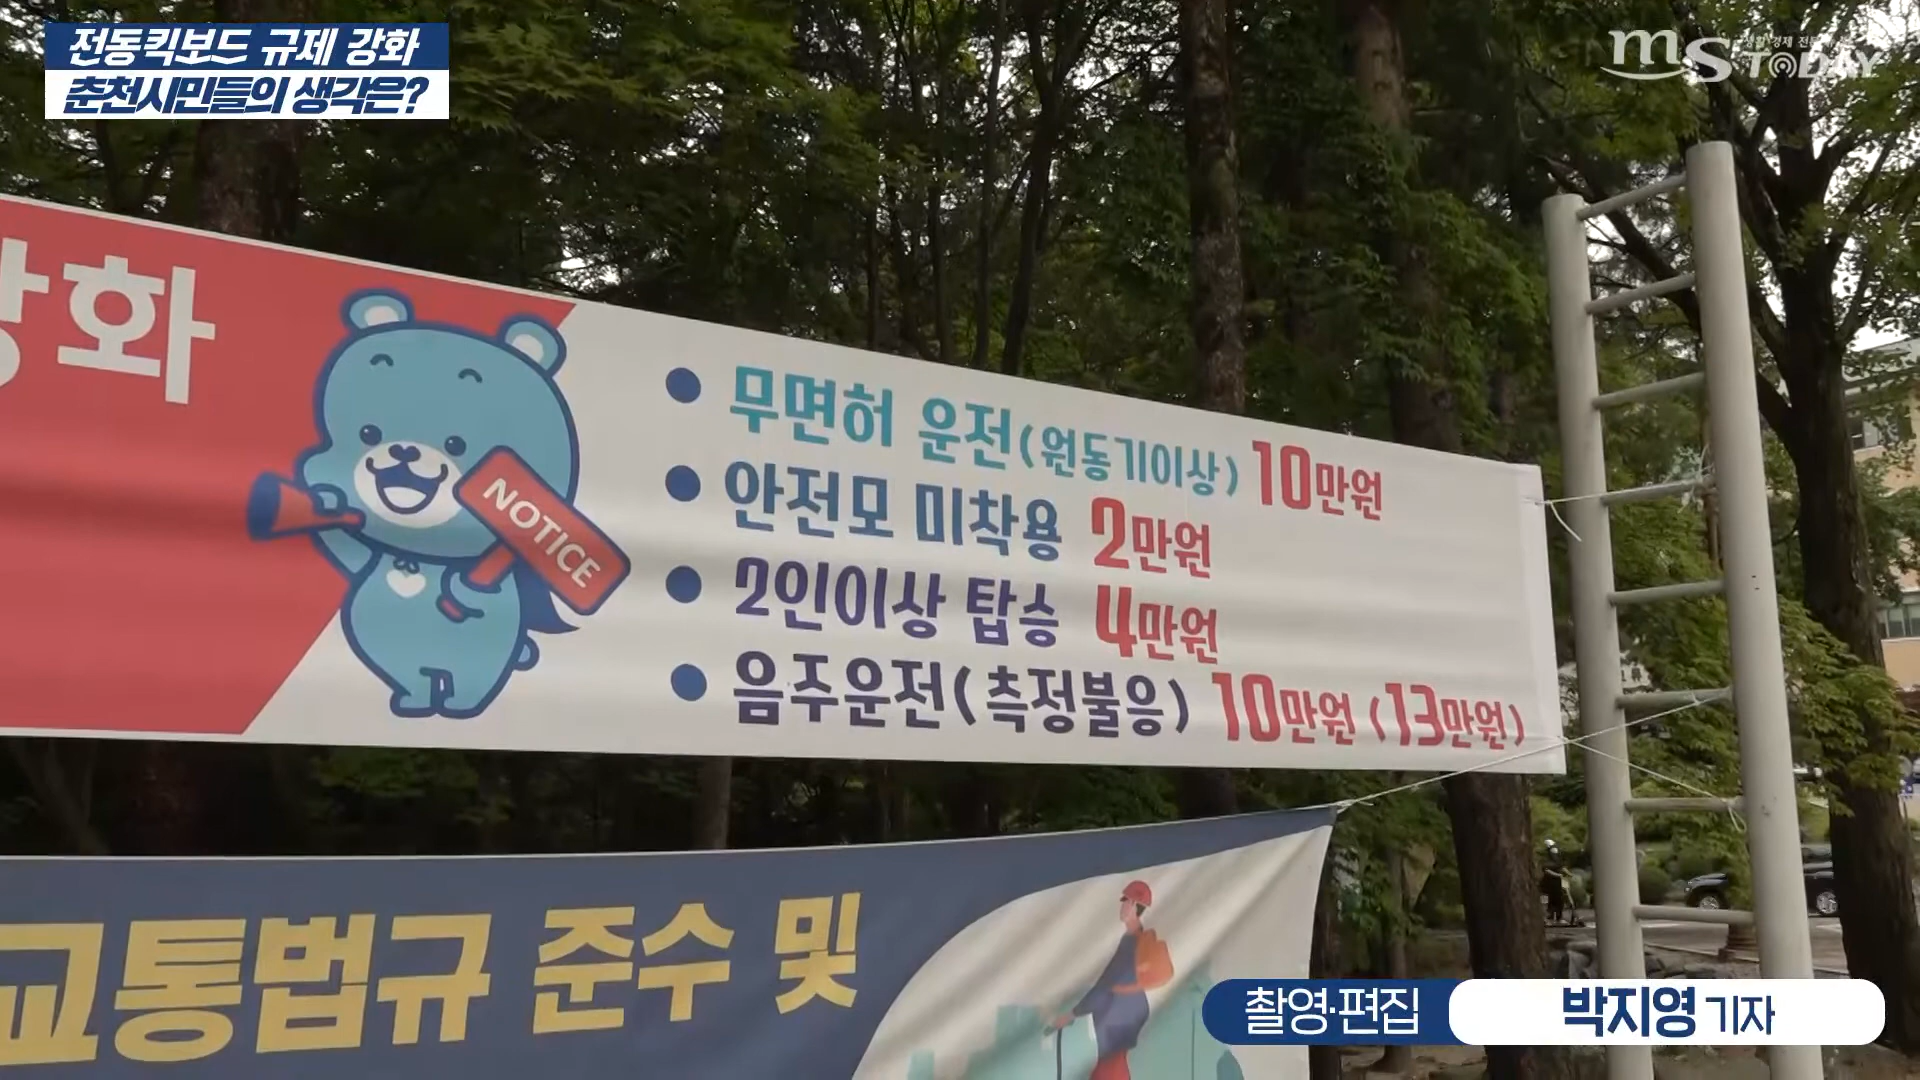 전동킥보드 규제 강화
춘천시민들의 생각은?
MS TODAY
강화
NOTICE
무면허 운전(원동기이상) 10만원
안전모 미착용 2만원
2인이상 탑승 4만원
음주운전(측정불응) 10만원 (13만원)
교통법규 준수 및
촬영·편집 박지영 기자